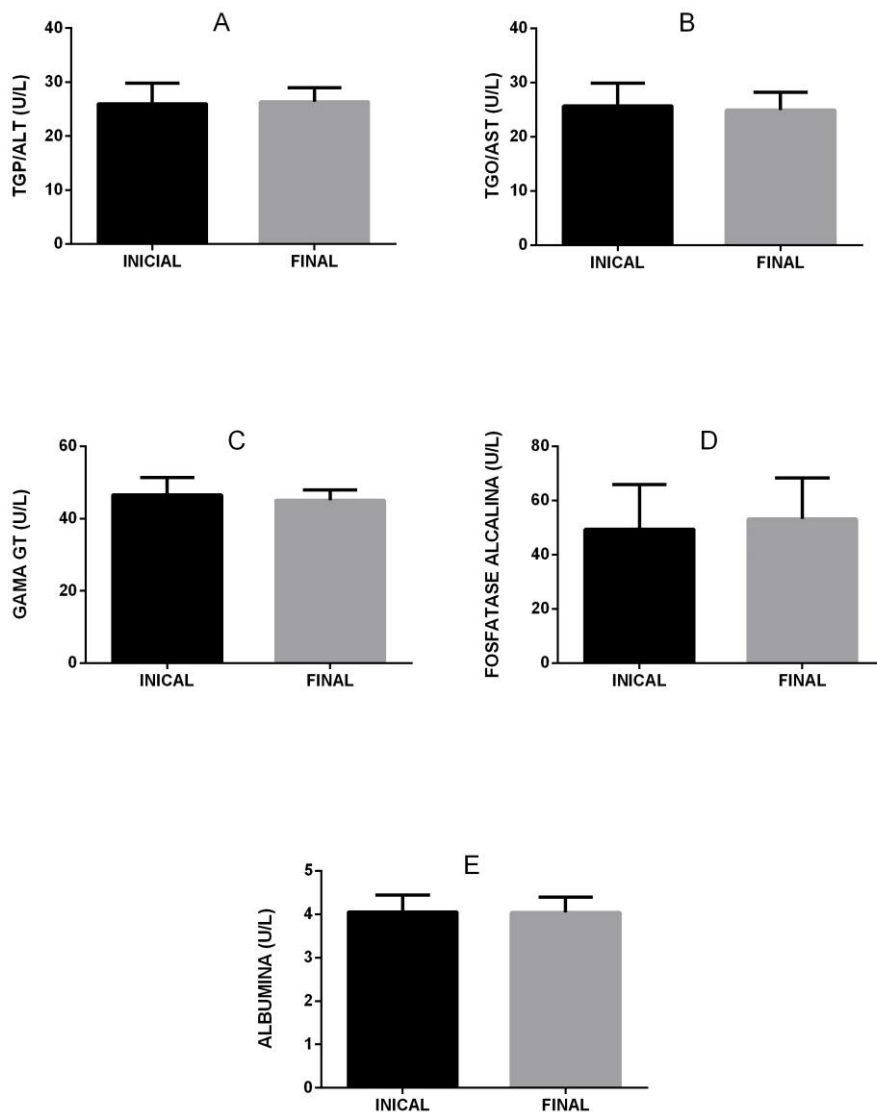 A
TGP/ALT (U/L)
40
30
20
10
0
INICIAL
FINAL
B
TGO/AST (U/L)
40
30
20
10
0
INICAL
FINAL
C
GAMA GT (U/L)
60
40
20
0
INICAL
FINAL
D
FOSFATASE ALCALINA (U/L)
80
60
40
20
0
INICAL
FINAL
E
ALBUMINA (U/L)
5
4
3
2
1
0
INICAL
FINAL